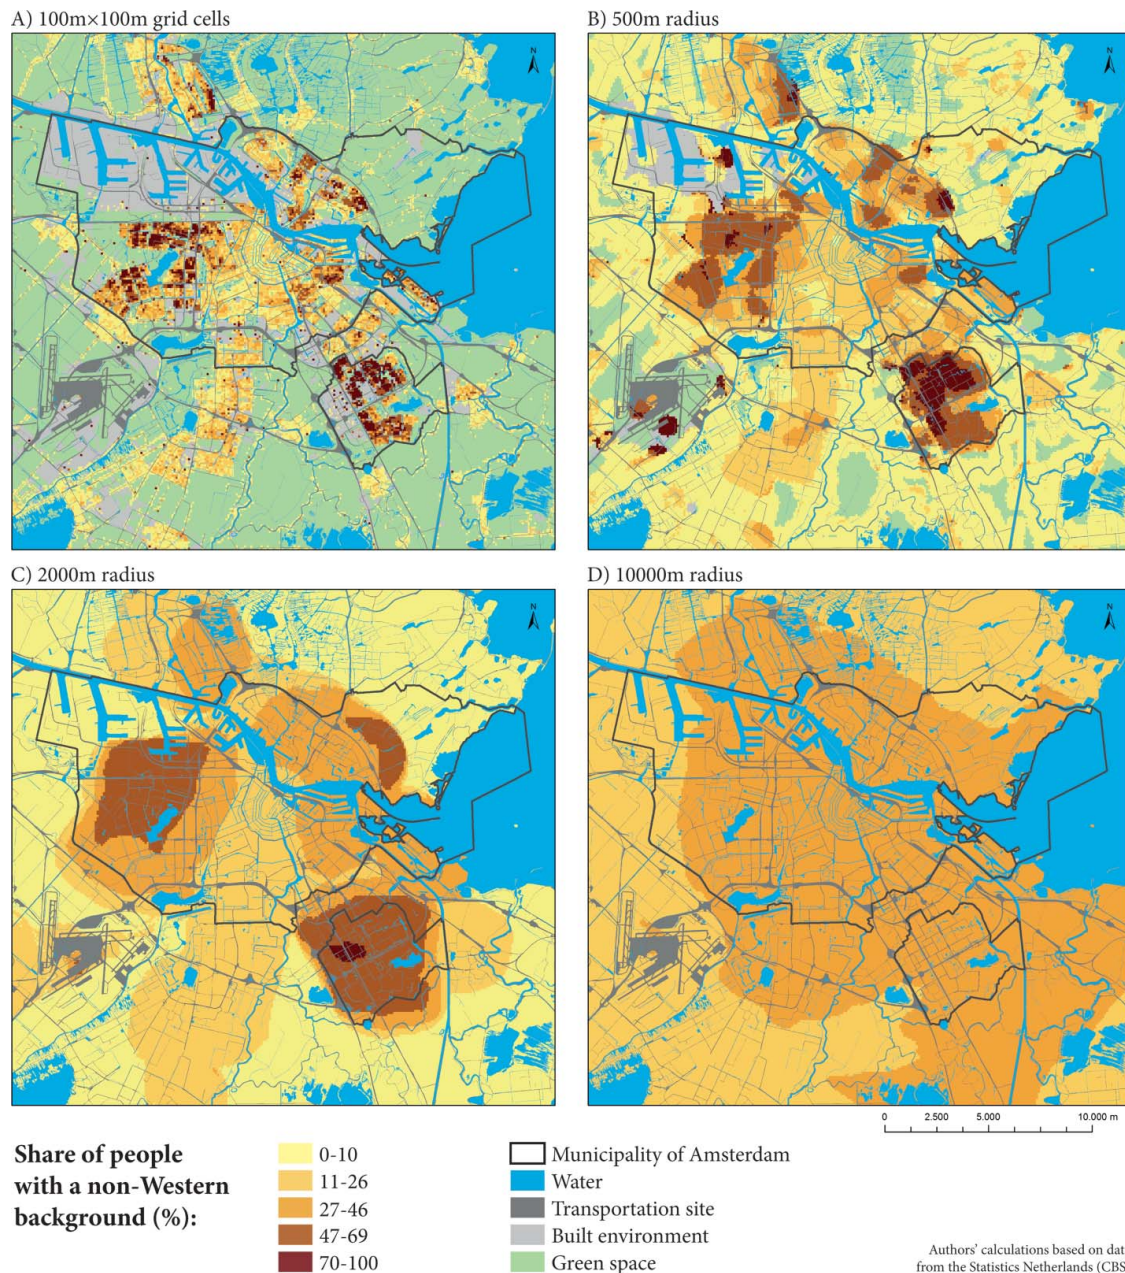 A) 100m×100m grid cells
B) 500m radius
N
N
C) 2000m radius
D) 10000m radius
N
N
0 2.500 5.000 10.000 m
Share of people
with a non-Western
background (%):
0-10
11-26
27-46
47-69
70-100
Municipality of Amsterdam
Water
Transportation site
Built environment
Green space
Authors' calculations based on dat
from the Statistics Netherlands (CBS